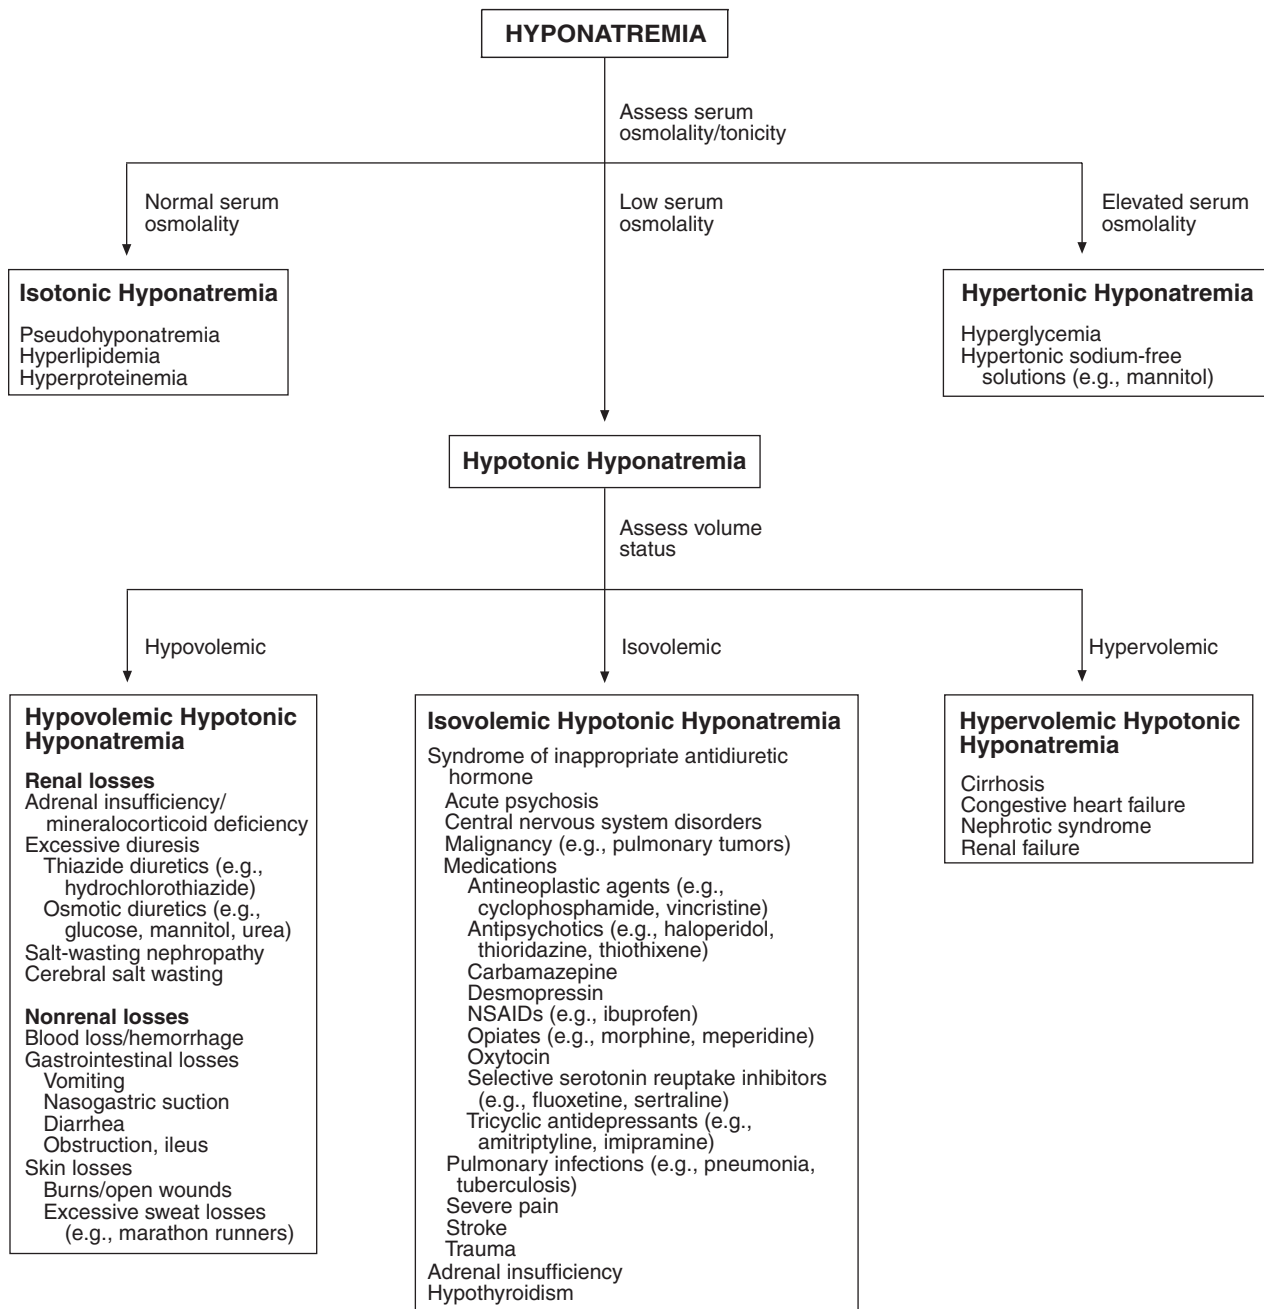 HYPONATREMIA
Assess serum
osmolality/tonicity
Normal serum
osmolality
Low serum
osmolality
Elevated serum
osmolality
Isotonic Hyponatremia
Pseudohyponatremia
Hyperlipidemia
Hyperproteinemia
Hypertonic Hyponatremia
Hyperglycemia
Hypertonic sodium-free
solutions (e.g., mannitol)
Hypotonic Hyponatremia
Assess volume
status
Hypovolemic
Isovolemic
Hypervolemic
Hypovolemic Hypotonic
Hyponatremia
Renal losses
Adrenal insufficiency/
mineralocorticoid deficiency
Excessive diuresis
Thiazide diuretics (e.g.,
hydrochlorothiazide)
Osmotic diuretics (e.g.,
glucose, mannitol, urea)
Salt-wasting nephropathy
Cerebral salt wasting
Nonrenal losses
Blood loss/hemorrhage
Gastrointestinal losses
Vomiting
Nasogastric suction
Diarrhea
Obstruction, ileus
Skin losses
Burns/open wounds
Excessive sweat losses
(e.g., marathon runners)
Isovolemic Hypotonic Hyponatremia
Syndrome of inappropriate antidiuretic
hormone
Acute psychosis
Central nervous system disorders
Malignancy (e.g., pulmonary tumors)
Medications
Antineoplastic agents (e.g.,
cyclophosphamide, vincristine)
Antipsychotics (e.g., haloperidol,
thioridazine, thiothixene)
Carbamazepine
Desmopressin
NSAIDs (e.g., ibuprofen)
Opiates (e.g., morphine, meperidine)
Oxytocin
Selective serotonin reuptake inhibitors
(e.g., fluoxetine, sertraline)
Tricyclic antidepressants (e.g.,
amitriptyline, imipramine)
Pulmonary infections (e.g., pneumonia,
tuberculosis)
Severe pain
Stroke
Trauma
Adrenal insufficiency
Hypothyroidism
Hypervolemic Hypotonic
Hyponatremia
Cirrhosis
Congestive heart failure
Nephrotic syndrome
Renal failure